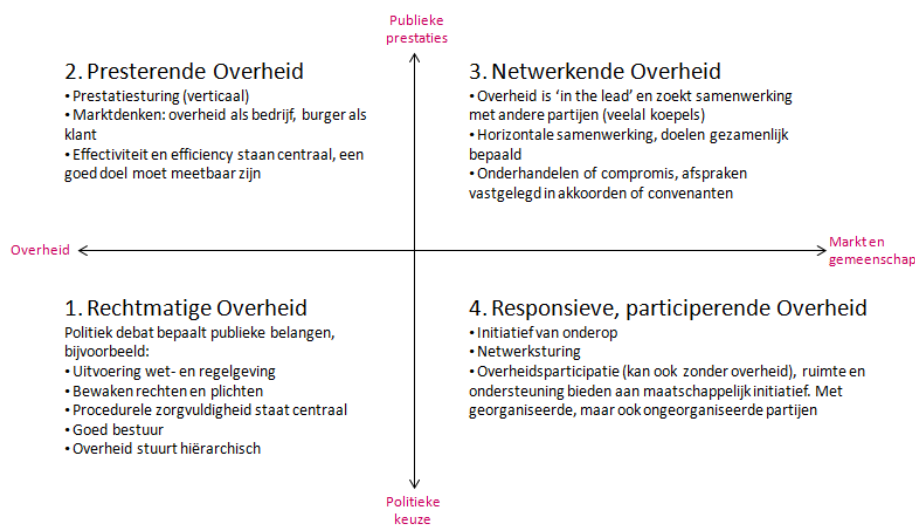 Publieke
prestaties
2. Presterende Overheid
• Prestatiesturing (verticaal)
• Marktdenken: overheid als bedrijf, burger als
klant
• Effectiviteit en efficiency staan centraal, een
goed doel moet meetbaar zijn
3. Netwerkende Overheid
• Overheid is ‘in the lead’ en zoekt samenwerking
met andere partijen (veelal koepels)
• Horizontale samenwerking, doelen gezamenlijk
bepaald
• Onderhandelen of compromis, afspraken
vastgelegd in akkoorden of convenanten
Overheid
Markt en
gemeenschap
1. Rechtmatige Overheid
Politiek debat bepaalt publieke belangen,
bijvoorbeeld:
• Uitvoering wet- en regelgeving
• Bewaken rechten en plichten
• Procedurele zorgvuldigheid staat centraal
• Goed bestuur
• Overheid stuurt hiërarchisch
4. Responsieve, participerende Overheid
• Initiatief van onderop
• Netwerksturing
• Overheidsparticipatie (kan ook zonder overheid), ruimte en
ondersteuning bieden aan maatschappelijk initiatief. Met
georganiseerde, maar ook ongeorganiseerde partijen
Politieke
keuze